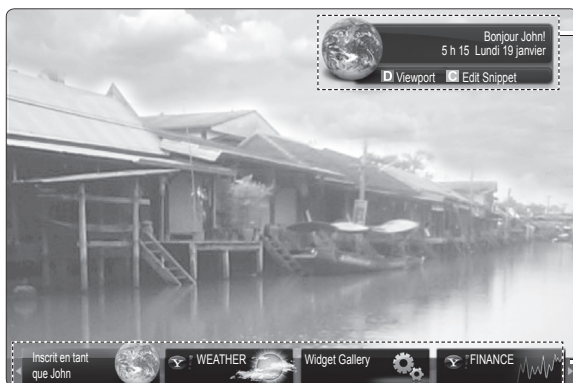 Bonjour John!
5 h 15 Lundi 19 janvier
D Viewport C Edit Snippet
Inscrit en tant
que John
Y! WEATHER
Widget Gallery
Y! FINANCE